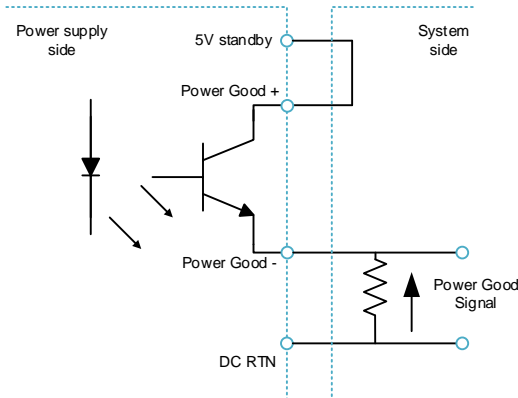 Power supply
side
5V standby
System
side
Power Good +
Power Good -
Power Good
Signal
DC RTN